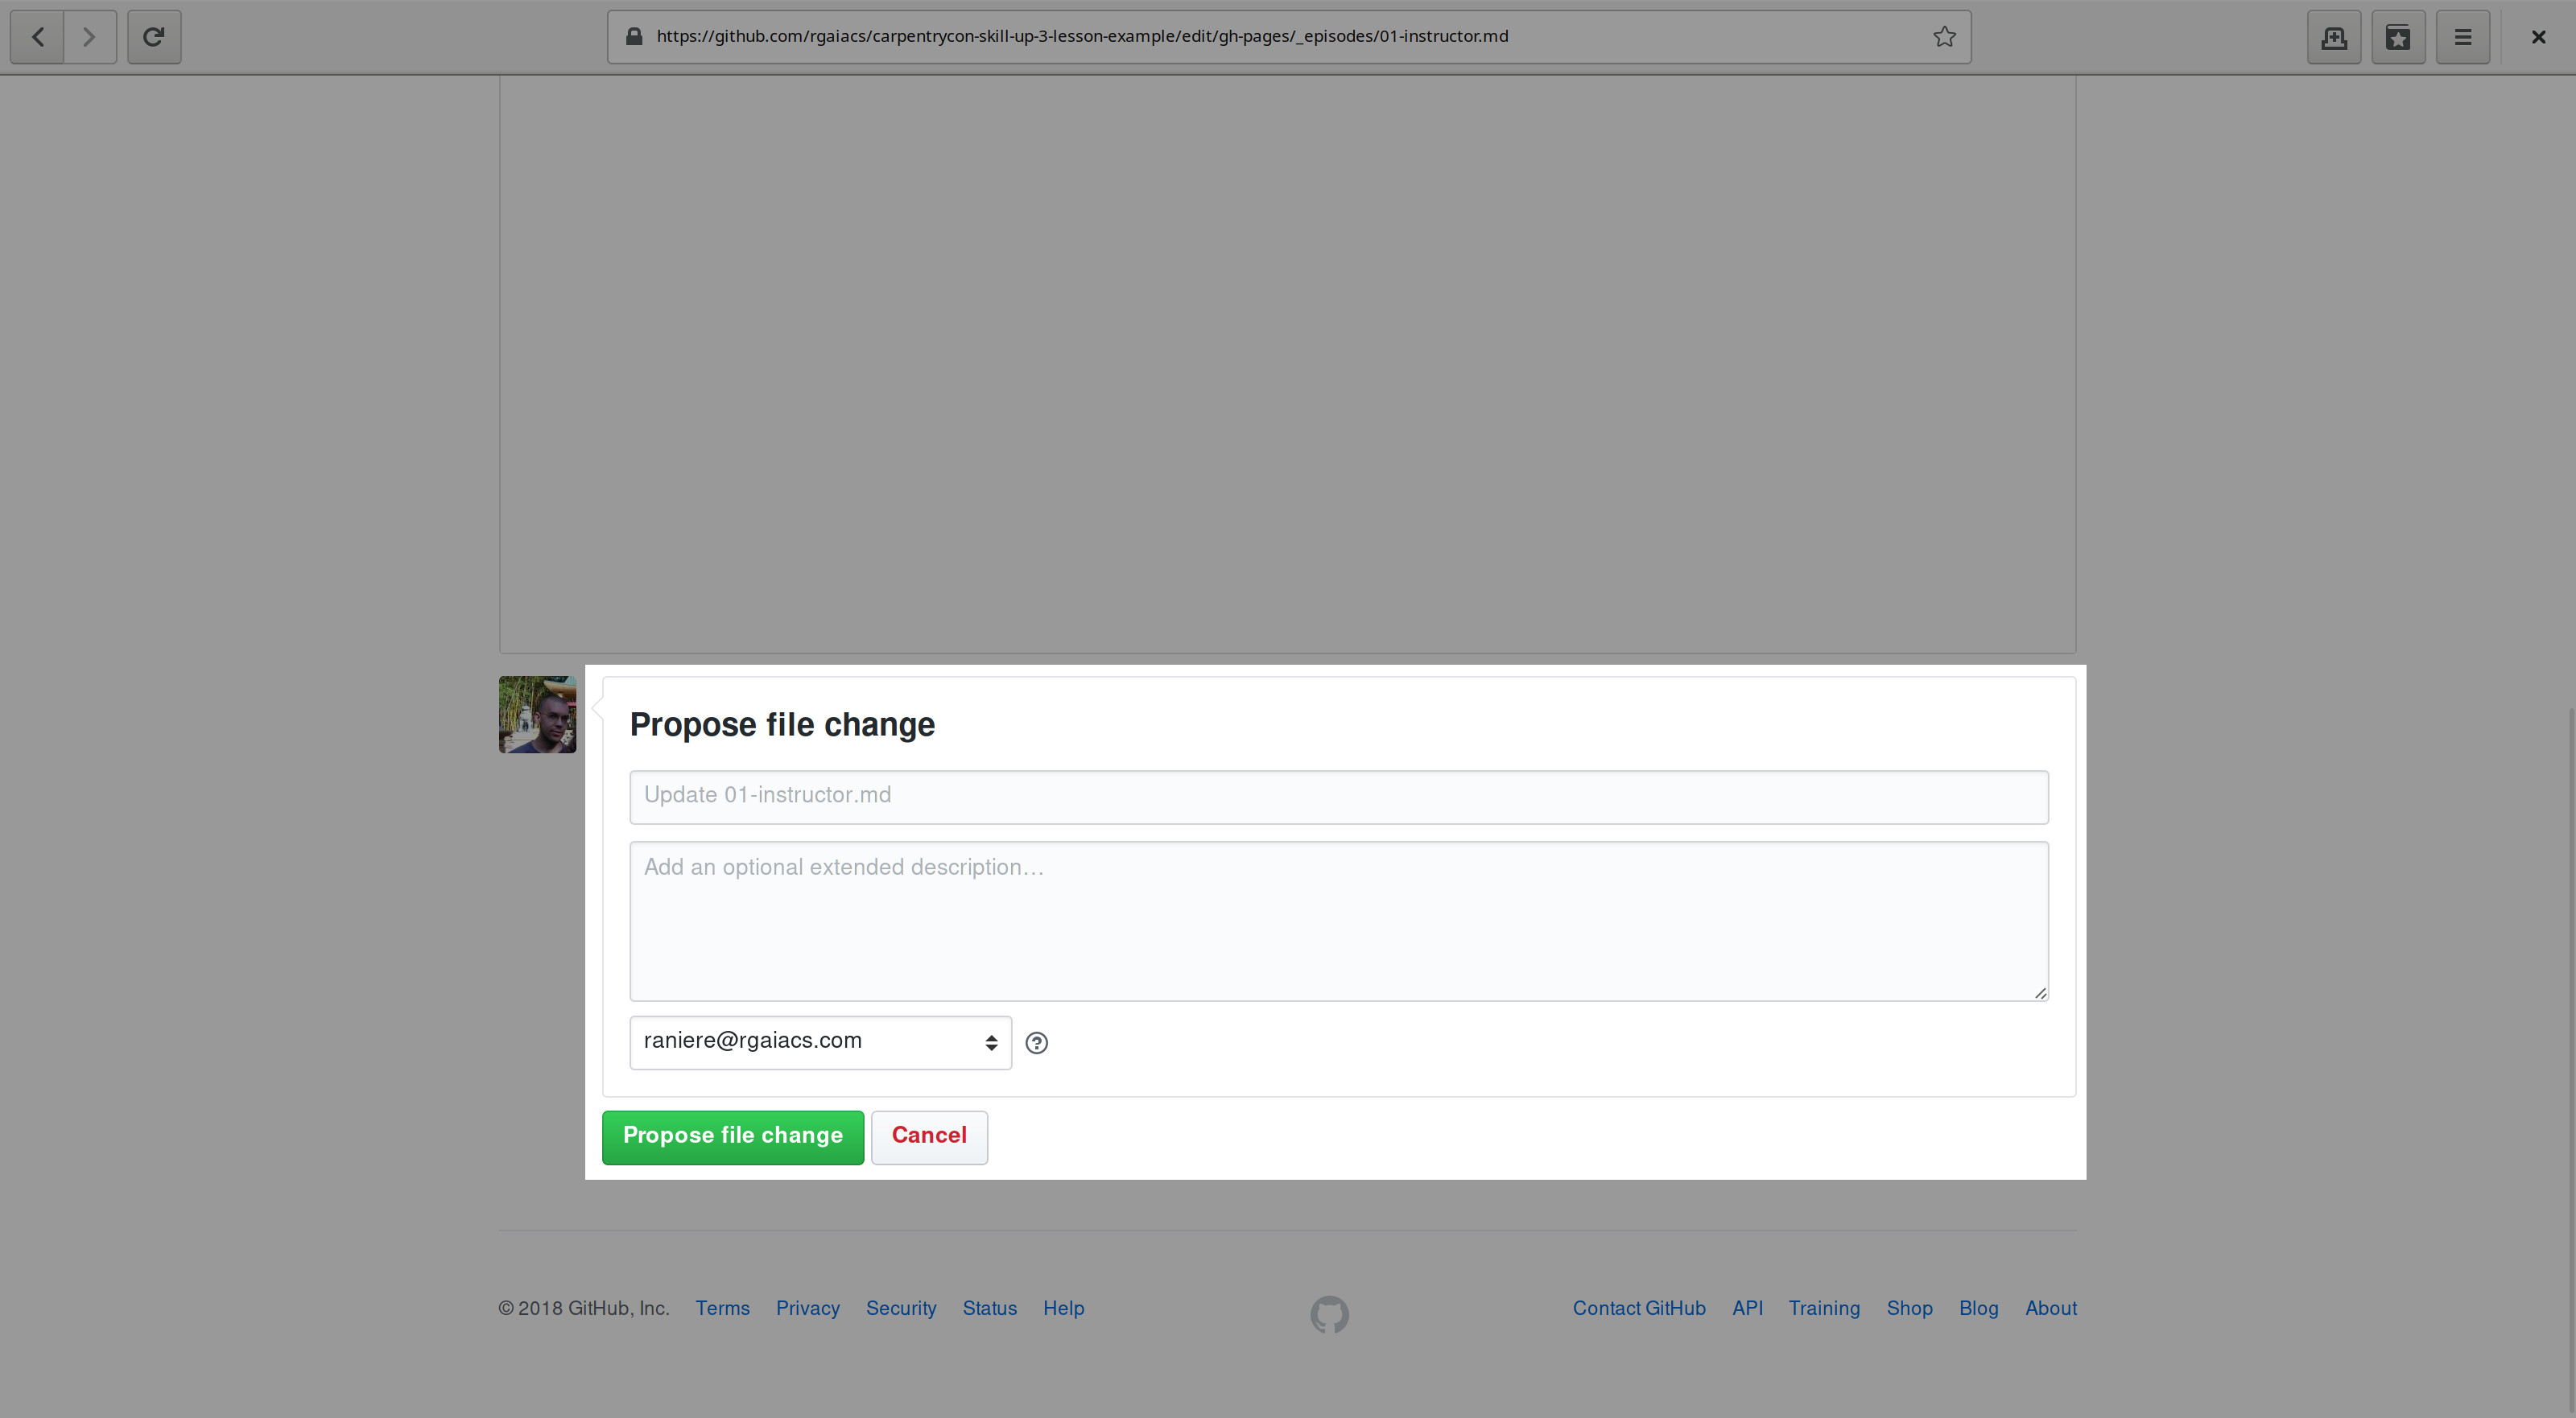 https://github.com/rgaiacs/carpentrycon-skill-up-3-lesson-example/edit/gh-pages/_episodes/01-instructor.md
Propose file change
Update 01-instructor.md
Add an optional extended description…
raniere@rgaiacs.com
Propose file change Cancel
© 2018 GitHub, Inc. Terms Privacy Security Status Help Contact GitHub API Training Shop Blog About